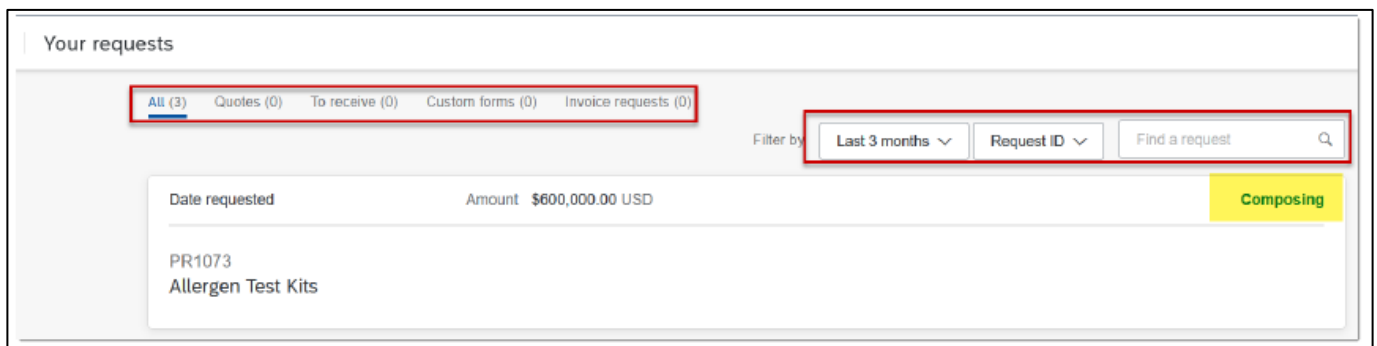 Your requests
All (3) Quotes (0) To receive (0) Custom forms (0) Invoice requests (0)
Filter by Last 3 months Request ID Find a request
Date requested Amount $600,000.00 USD Composing
PR1073
Allergen Test Kits